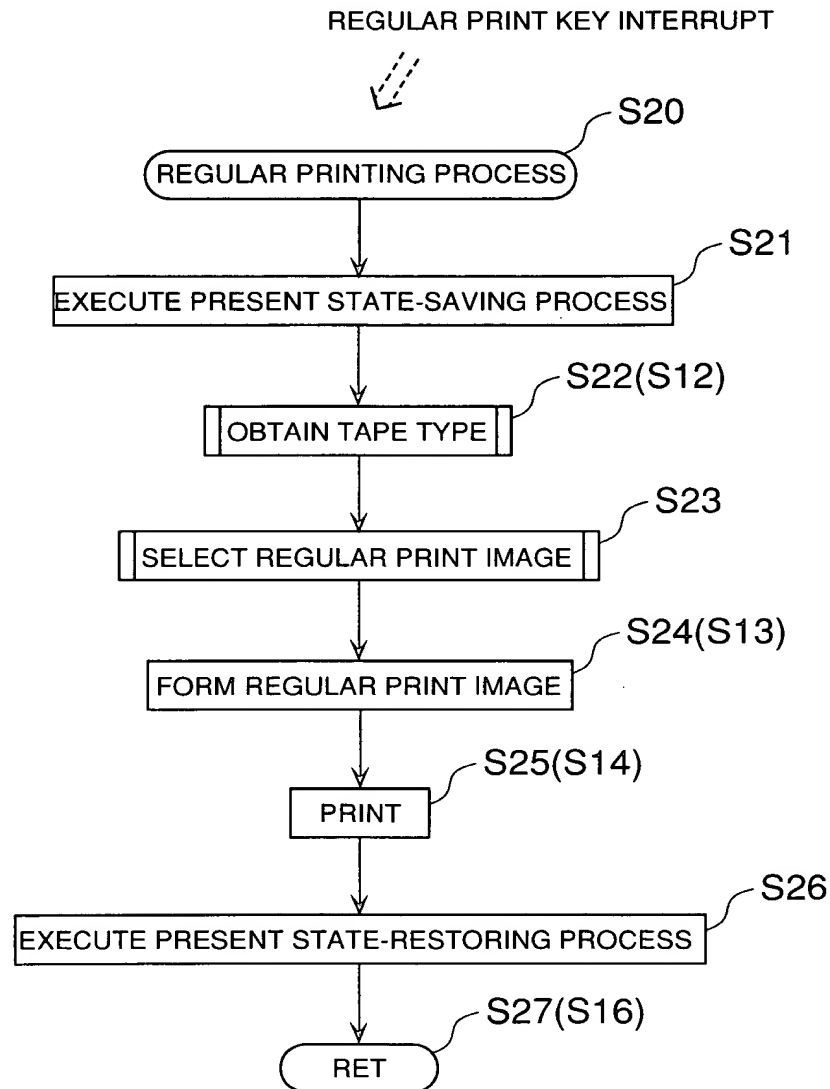 REGULAR PRINT KEY INTERRUPT
S20
REGULAR PRINTING PROCESS
S21
EXECUTE PRESENT STATE-SAVING PROCESS
S22(S12)
OBTAIN TAPE TYPE
S23
SELECT REGULAR PRINT IMAGE
S24(S13)
FORM REGULAR PRINT IMAGE
S25(S14)
PRINT
S26
EXECUTE PRESENT STATE-RESTORING PROCESS
S27(S16)
RET